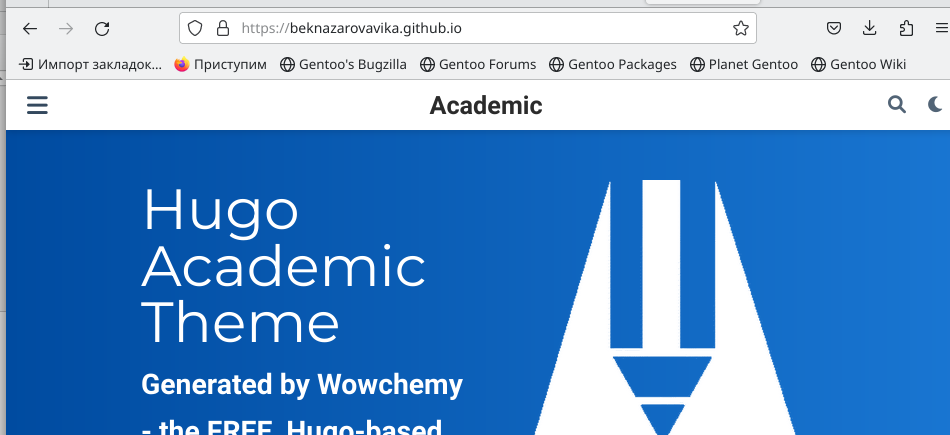 https://beknazarovavika.github.io
Импорт закладок... Приступим Gentoo's Bugzilla Gentoo Forums Gentoo Packages Planet Gentoo Gentoo Wiki
Academic
Hugo
Academic
Theme
Generated by Wowchemy
- the FREE, Hugo-based